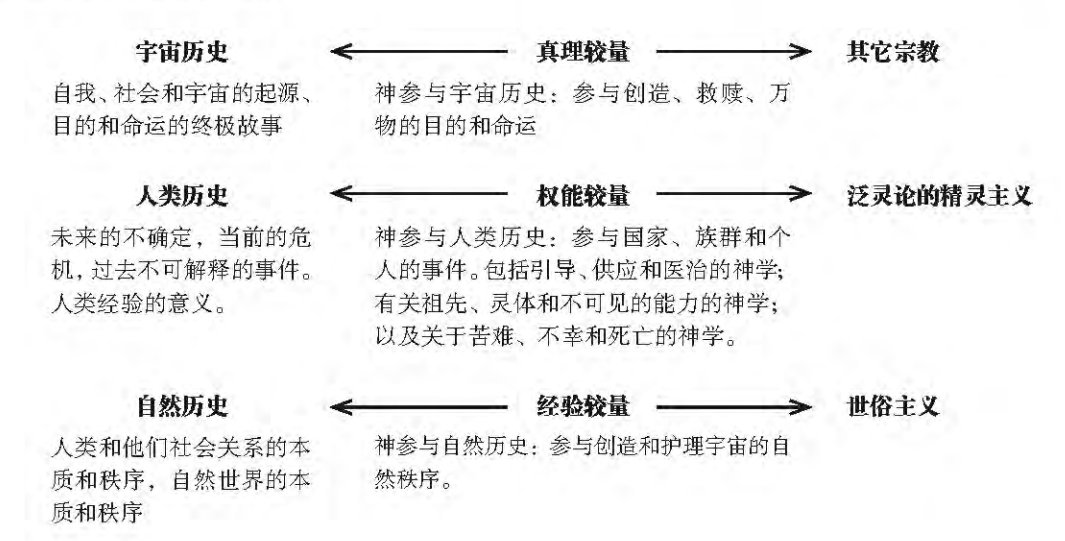 宇宙历史 真理较量 其它宗教
自我、社会和宇宙的起源、 神参与宇宙历史：参与创造、救赎、万
目的和命运的终极故事 物的目的和命运
人类历史 权能较量 泛灵论的精灵主义
未来的不确定，当前的危 神参与人类历史：参与国家、族群和个
机，过去不可解释的事件。 人的事件。包括引导、供应和医治的神学；
人类经验的意义。 有关祖先、灵体和不可见的能力的神学；
以及关于苦难、不幸和死亡的神学。
自然历史 经验较量 世俗主义
人类和他们社会关系的本 神参与自然历史：参与创造和护理宇宙的自
质和秩序，自然世界的本 然秩序。
质和秩序